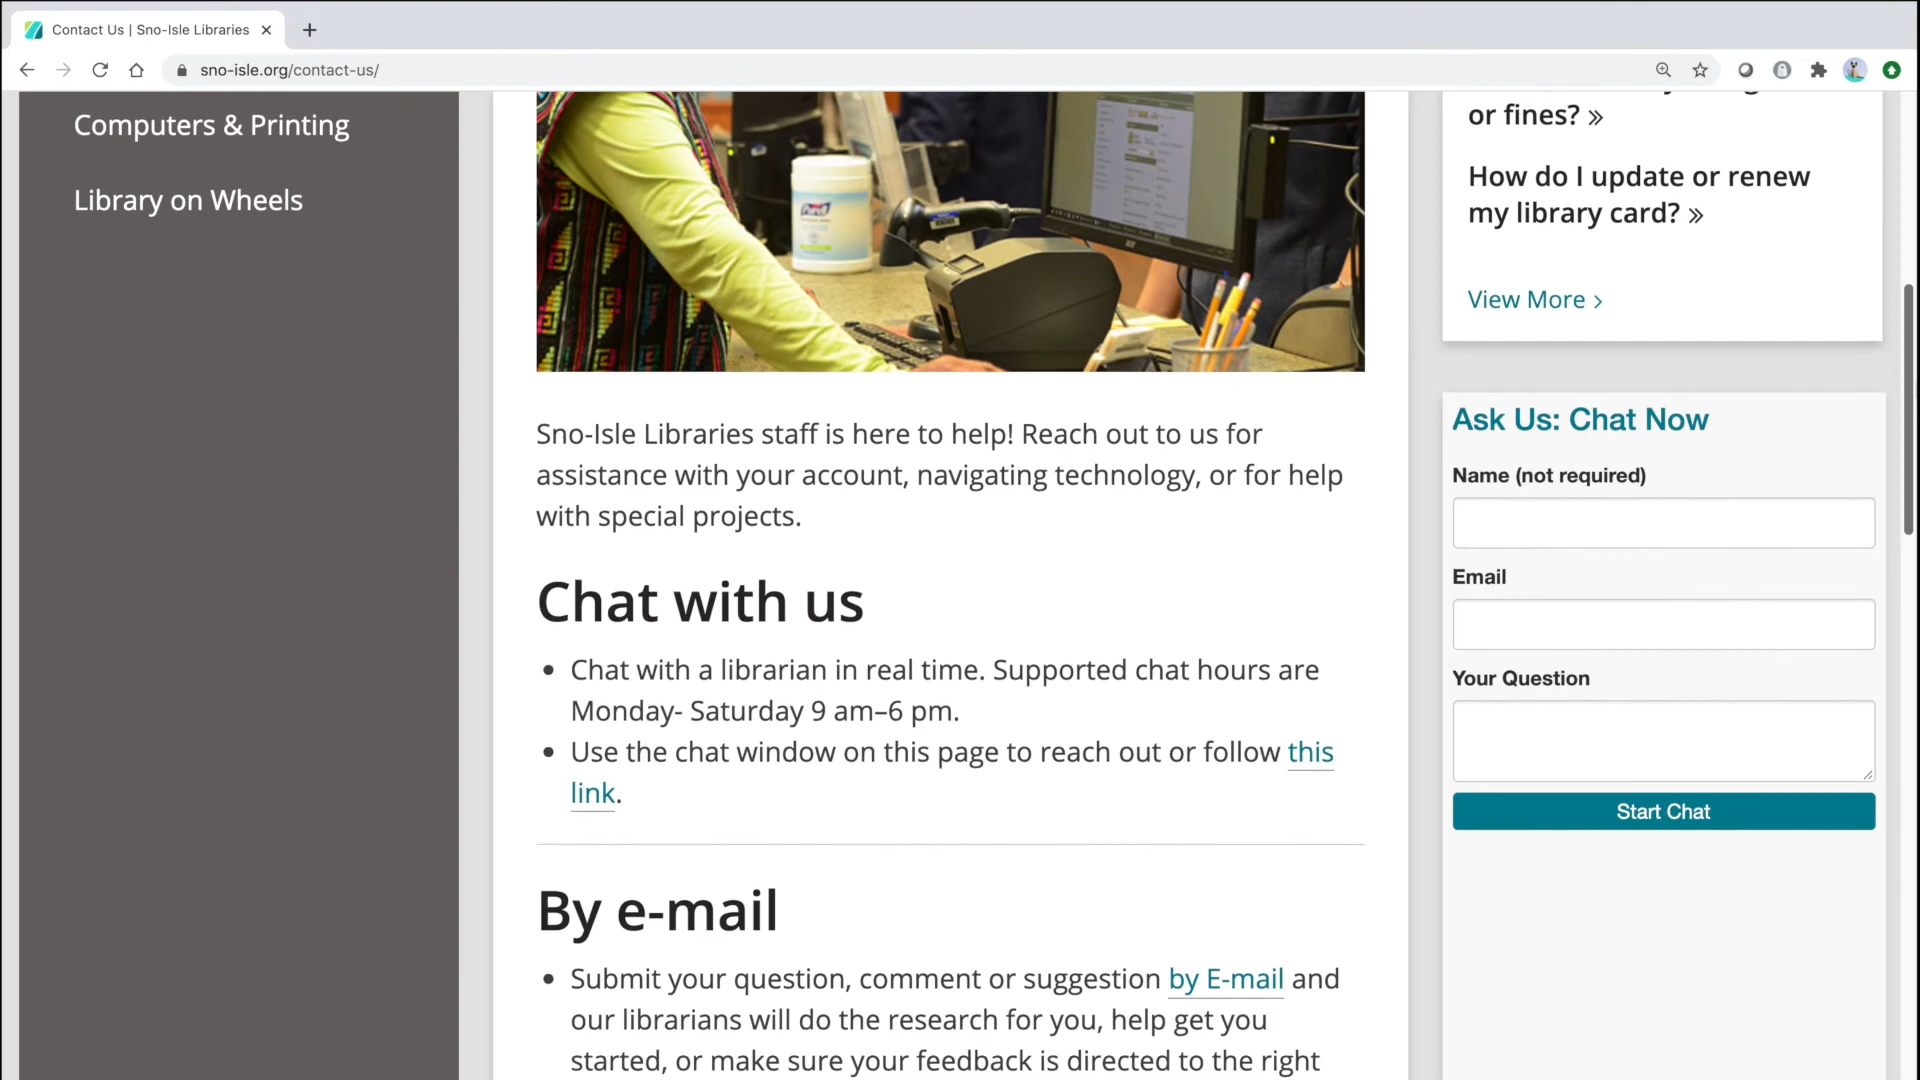 Contact Us | Sno-Isle Libraries
sno-isle.org/contact-us/
Computers & Printing
Library on Wheels
Purell
acer
or fines? »
How do I update or renew
my library card? »
View More ›
Sno-Isle Libraries staff is here to help! Reach out to us for
assistance with your account, navigating technology, or for help
with special projects.
Chat with us
• Chat with a librarian in real time. Supported chat hours are
Monday- Saturday 9 am–6 pm.
• Use the chat window on this page to reach out or follow this
link.
By e-mail
• Submit your question, comment or suggestion by E-mail and
our librarians will do the research for you, help get you
started, or make sure your feedback is directed to the right
Ask Us: Chat Now
Name (not required)
Email
Your Question
Start Chat